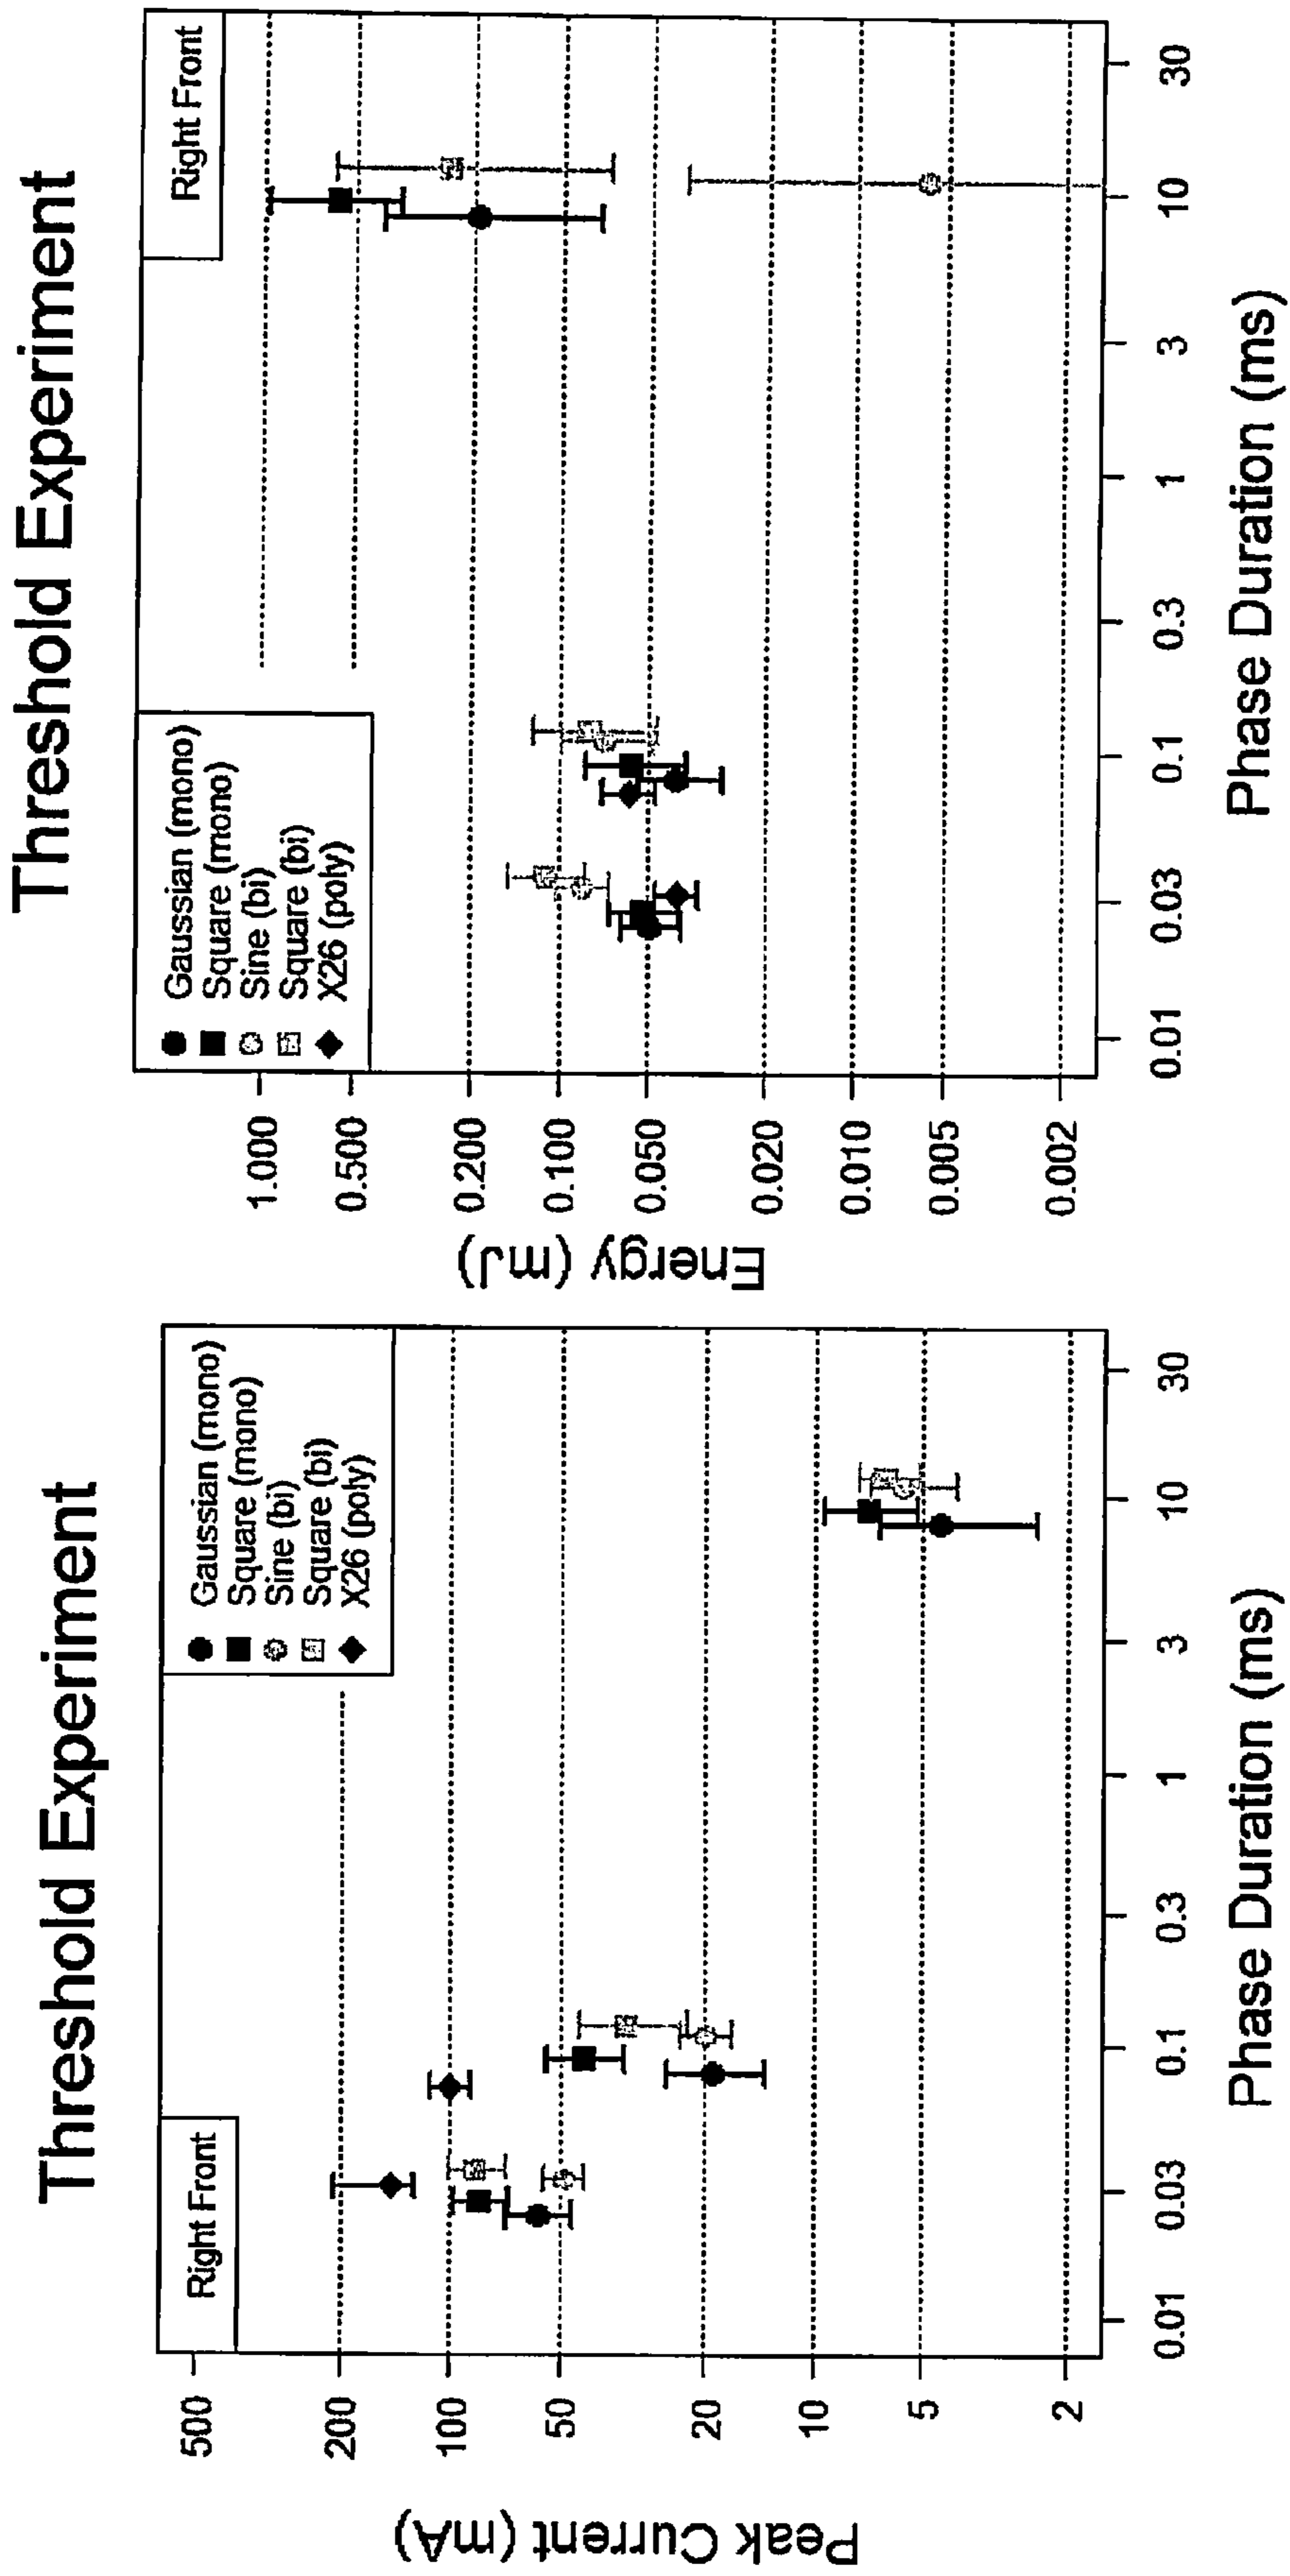 Threshold Experiment
Right Front
Gaussian (mono)
Square (mono)
Sine (bi)
Square (bi)
X26 (poly)
Peak Current (mA)
500
200
100
50
20
10
5
2
0.01
0.03
0.1
0.3
1
3
10
30
Phase Duration (ms)
Threshold Experiment
Gaussian (mono)
Square (mono)
Sine (bi)
Square (bi)
X26 (poly)
Right Front
Energy (mJ)
1.000
0.500
0.200
0.100
0.050
0.020
0.010
0.005
0.002
0.01
0.03
0.1
0.3
1
3
10
30
Phase Duration (ms)